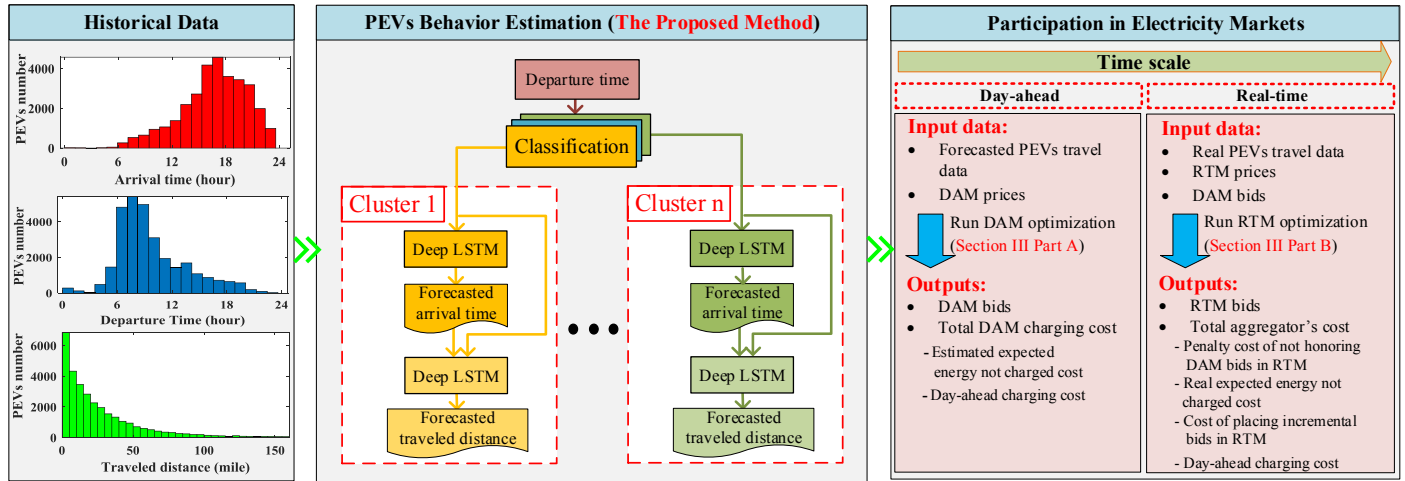 Historical Data
PEVs number
4000
2000
0
0 6 12 18 24
Arrival time (hour)
PEVs number
4000
2000
0
0 6 12 18 24
Departure Time (hour)
PEVs number
6000
4000
2000
0
0 50 100 150
Traveled distance (mile)
PEVs Behavior Estimation (The Proposed Method)
Departure time
Classification
Cluster 1
Deep LSTM
Forecasted
arrival time
Deep LSTM
Forecasted
traveled distance
Cluster n
Deep LSTM
Forecasted
arrival time
Deep LSTM
Forecasted
traveled distance
Participation in Electricity Markets
Time scale
Day-ahead
Input data:
• Forecasted PEVs travel
data
• DAM prices
Run DAM optimization
(Section III Part A)
Outputs:
• DAM bids
• Total DAM charging cost
- Estimated expected
energy not charged cost
- Day-ahead charging cost
Real-time
Input data:
• Real PEVs travel data
• RTM prices
• DAM bids
Run RTM optimization
(Section III Part B)
Outputs:
• RTM bids
• Total aggregator's cost
- Penalty cost of not honoring
DAM bids in RTM
- Real expected energy not
charged cost
- Cost of placing incremental
bids in RTM
- Day-ahead charging cost